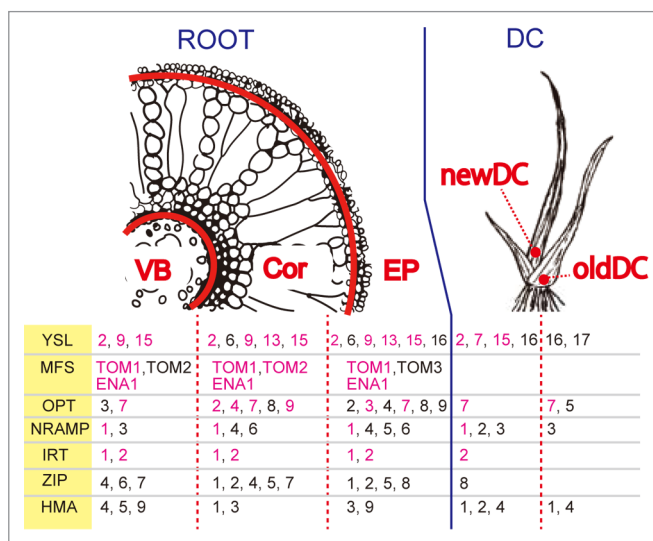 ROOT DC
newDC
VB Cor EP oldDC
YSL 2, 9, 15 2, 6, 9, 13, 15 2, 6, 9, 13, 15, 16 2, 7, 15, 16 16, 17
MFS TOM1,TOM2 TOM1,TOM2 TOM1,TOM3
ENA1 ENA1 ENA1
OPT 3, 7 2, 4, 7, 8, 9 2, 3, 4, 7, 8, 9 7 7, 5
NRAMP 1, 3 1, 4, 6 1, 4, 5, 6 1, 2, 3 3
IRT 1, 2 1, 2 1, 2 2
ZIP 4, 6, 7 1, 2, 4, 5, 7 1, 2, 5, 8 8
HMA 4, 5, 9 1, 3 3, 9 1, 2, 4 1, 4